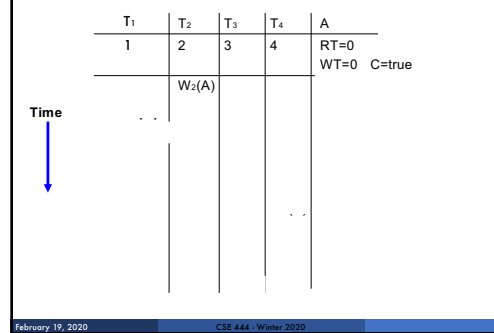 T1 T2 T3 T4 A
1 2 3 4 RT=0
WT=0 C=true
W2(A)
Time
February 19, 2020 CSE 444 - Winter 2020